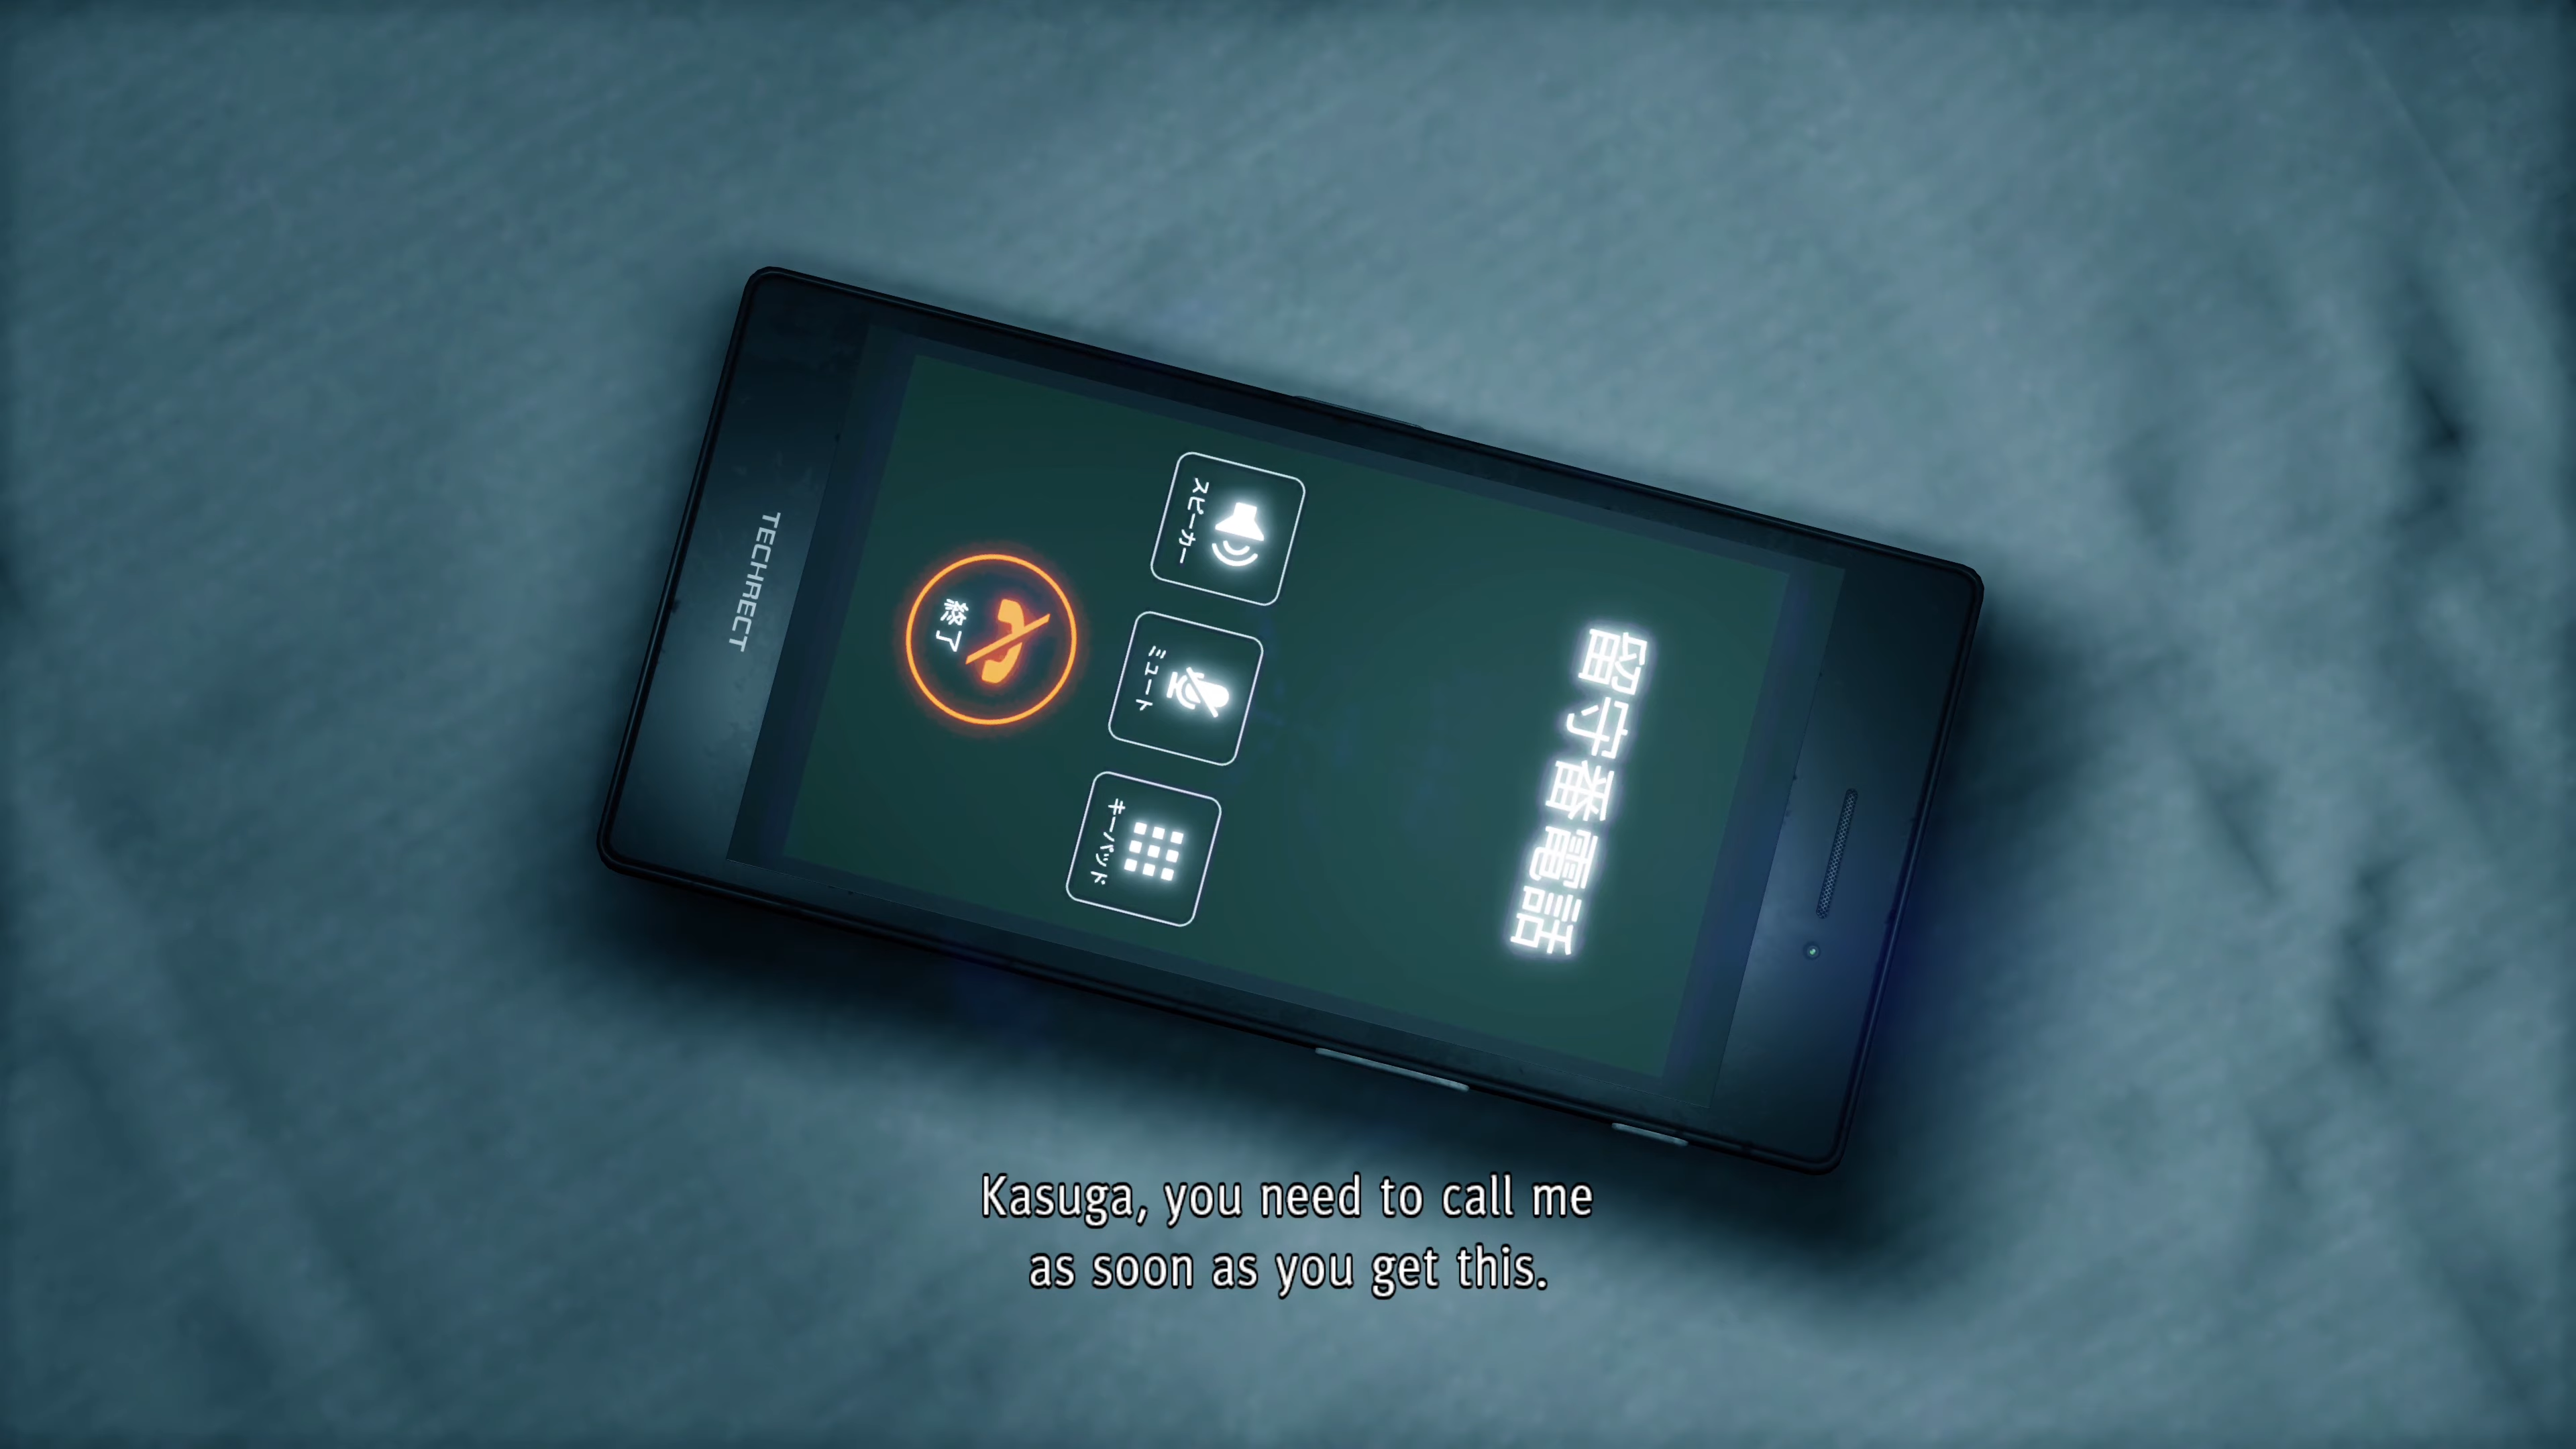 留守番電話
スピーカー
ミュート
キーパッド
終了
TECHRECT
Kasuga, you need to call me
as soon as you get this.